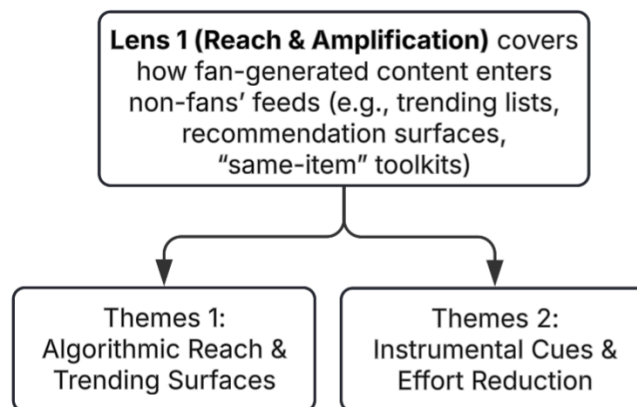 Lens 1 (Reach & Amplification) covers
how fan-generated content enters
non-fans’ feeds (e.g., trending lists,
recommendation surfaces,
“same-item” toolkits)
Themes 1:
Algorithmic Reach &
Trending Surfaces
Themes 2:
Instrumental Cues &
Effort Reduction